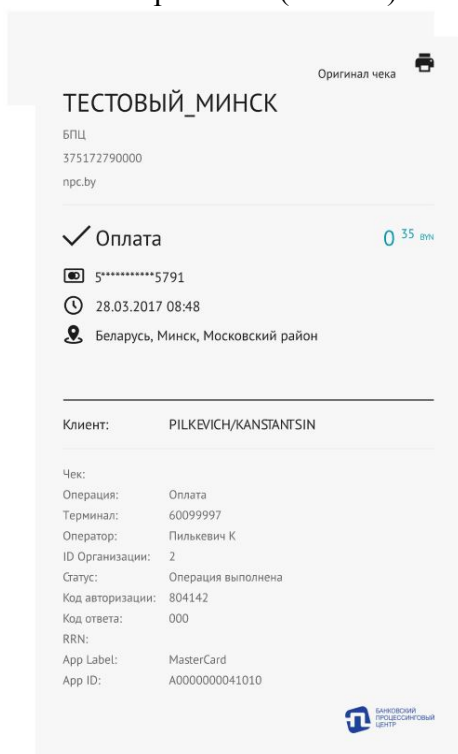 Оригинал чека
ТЕСТОВЫЙ_МИНСК
БПЦ
375172790000
npc.by
Оплата 0 35 BYN
5***********5791
28.03.2017 08:48
Беларусь, Минск, Московский район
Клиент: PILKEVICH/KANSTANTSIN
Чек:
Операция: Оплата
Терминал: 60099997
Оператор: Пилькевич К
ID Организации: 2
Статус: Операция выполнена
Код авторизации: 804142
Код ответа: 000
RRN:
App Label: MasterCard
App ID: A0000000041010
БАНКОВСКИЙ
ПРОЦЕССИНГОВЫЙ
ЦЕНТР